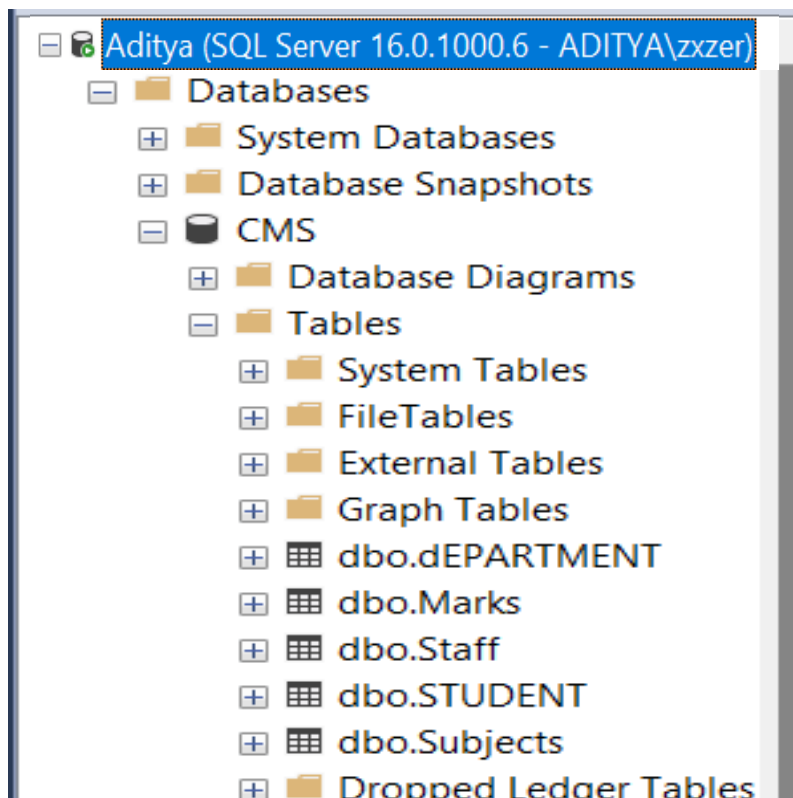 Aditya (SQL Server 16.0.1000.6 - ADITYA\zxzer)
Databases
System Databases
Database Snapshots
CMS
Database Diagrams
Tables
System Tables
FileTables
External Tables
Graph Tables
dbo.dEPARTMENT
dbo.Marks
dbo.Staff
dbo.STUDENT
dbo.Subjects
Dropped Ledger Tables